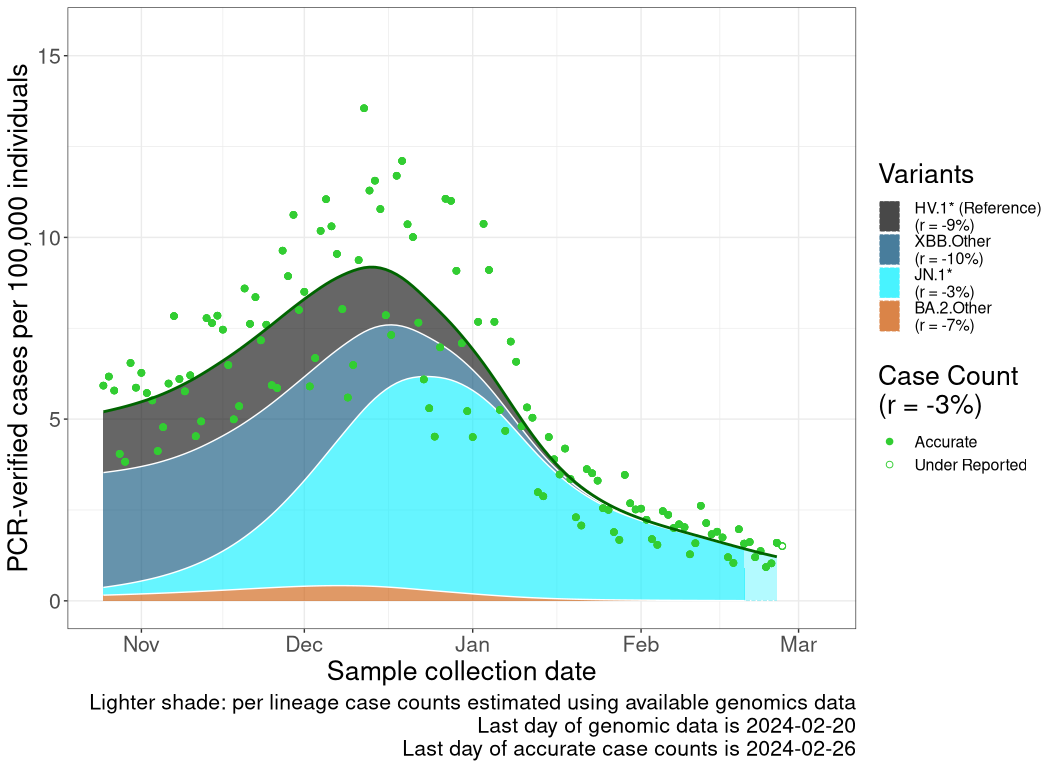 PCR-verified cases per 100,000 individuals
15
10
5
0
Nov Dec Jan Feb Mar
Sample collection date
Lighter shade: per lineage case counts estimated using available genomics data
Last day of genomic data is 2024-02-20
Last day of accurate case counts is 2024-02-26
Variants
HV.1* (Reference)
(r = -9%)
XBB.Other
(r = -10%)
JN.1*
(r = -3%)
BA.2.Other
(r = -7%)
Case Count
(r = -3%)
Accurate
Under Reported